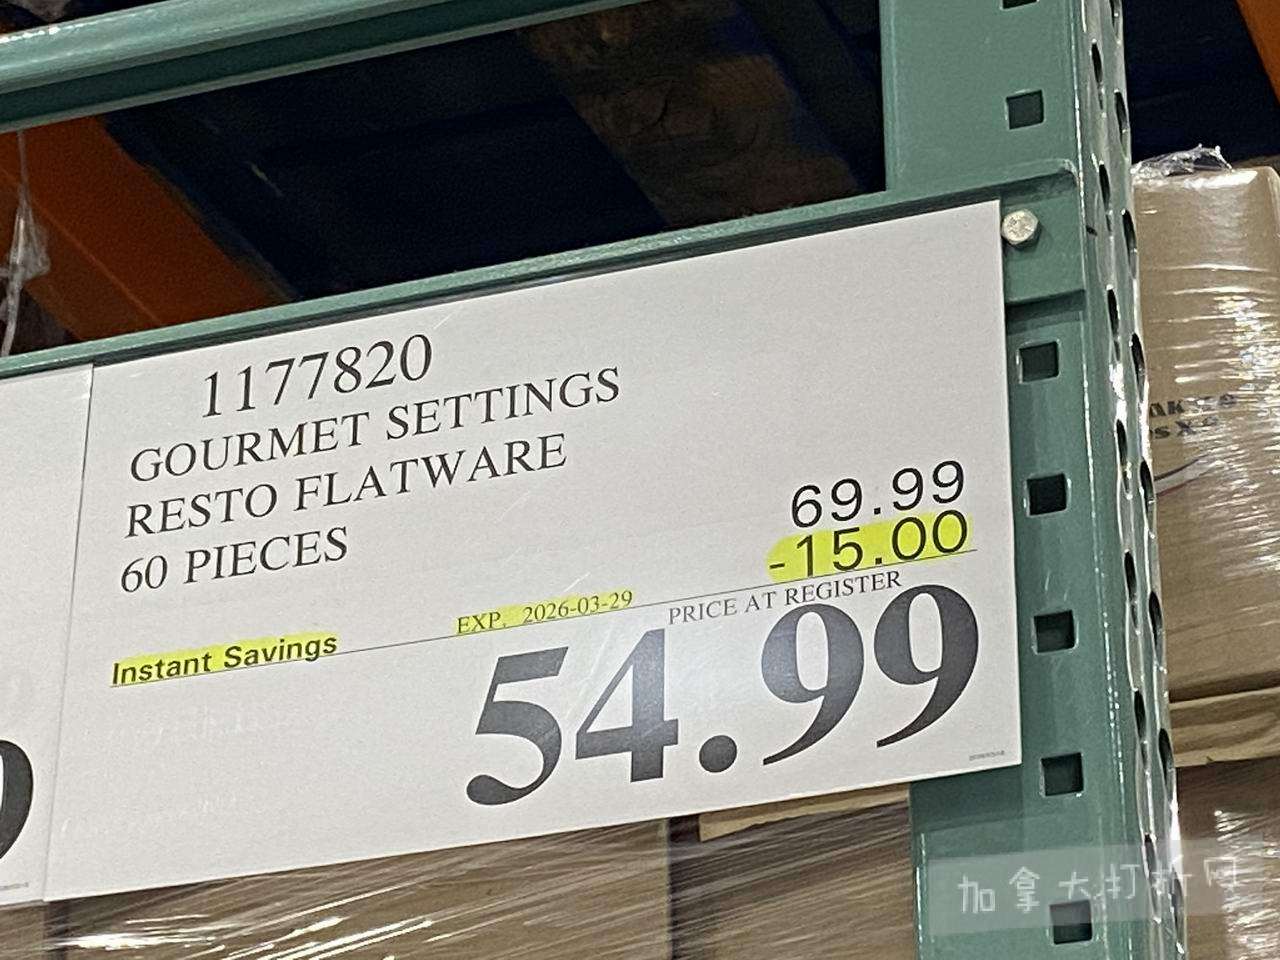 1177820
GOURMET SETTINGS
RESTO FLATWARE
60 PIECES
69.99
-15.00
EXP. 2026-03-29
PRICE AT REGISTER
Instant Savings
54.99
9
加拿大打折网